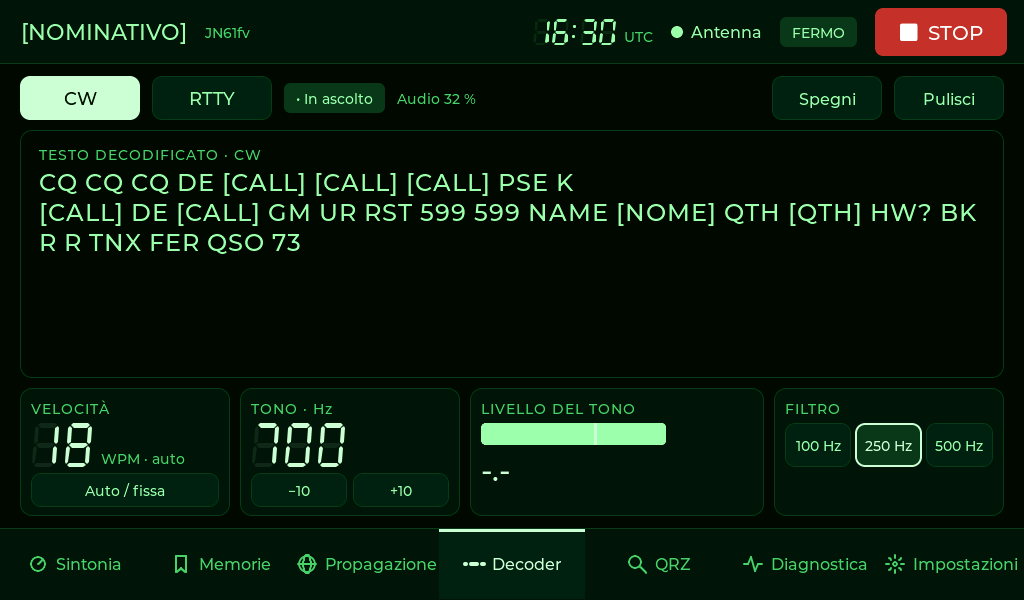 [NOMINATIVO] JN61fv 16:30 UTC Antenna FERMO STOP
CW RTTY • In ascolto Audio 32 % Spegni Pulisci
TESTO DECODIFICATO · CW
CQ CQ CQ DE [CALL] [CALL] [CALL] PSE K
[CALL] DE [CALL] GM UR RST 599 599 NAME [NOME] QTH [QTH] HW? BK
R R TNX FER QSO 73
VELOCITÀ TONO · Hz LIVELLO DEL TONO FILTRO
18 WPM · auto 700 100 Hz 250 Hz 500 Hz
-.-
Auto / fissa −10 +10
Sintonia Memorie Propagazione Decoder QRZ Diagnostica Impostazioni